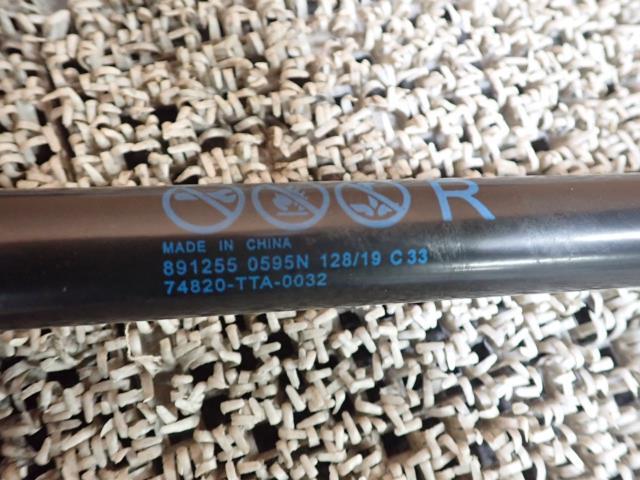 R
MADE IN CHINA
891255 0595N 128/19 C33
74820-TTA-0032